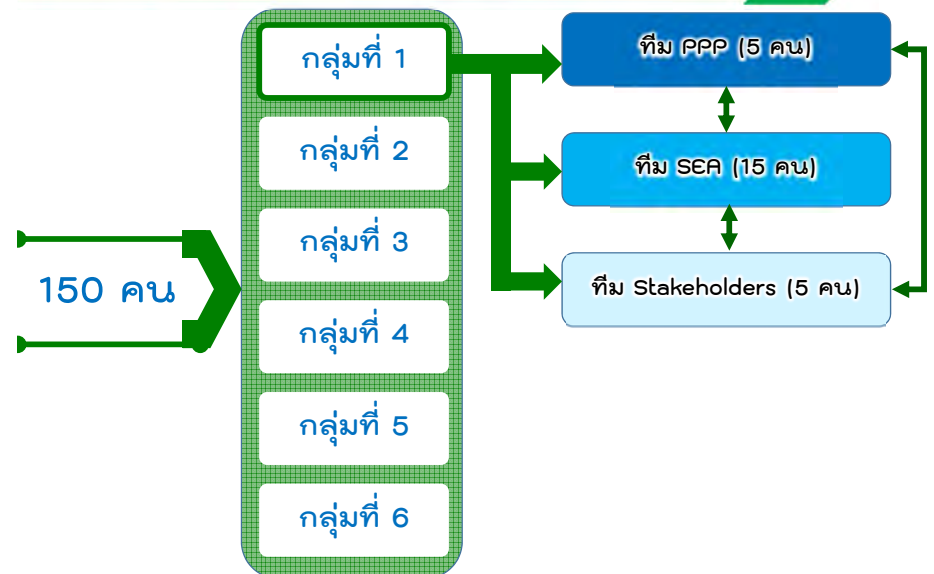 150 คน
กลุ่มที่ 1
กลุ่มที่ 2
กลุ่มที่ 3
กลุ่มที่ 4
กลุ่มที่ 5
กลุ่มที่ 6
ทีม PPP (5 คน)
ทีม SEA (15 คน)
ทีม Stakeholders (5 คน)